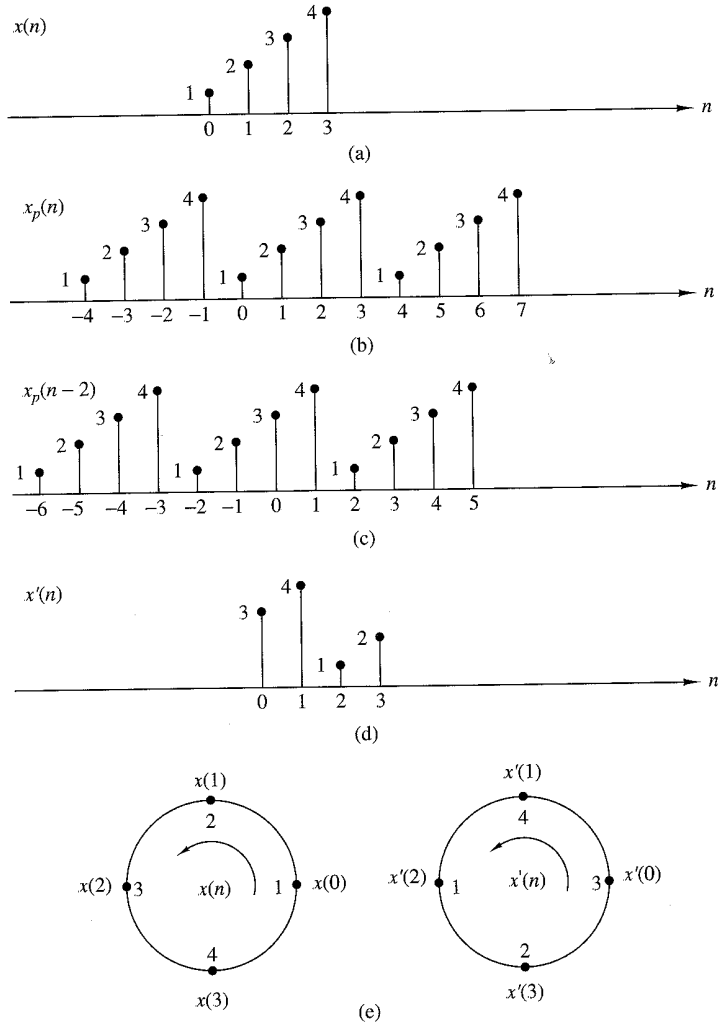 x(n)
1 2 3 4
0 1 2 3 n
(a)
x_p(n)
1 2 3 4 1 2 3 4 1 2 3 4
–4 –3 –2 –1 0 1 2 3 4 5 6 7 n
(b)
x_p(n – 2)
1 2 3 4 1 2 3 4 1 2 3 4
–6 –5 –4 –3 –2 –1 0 1 2 3 4 5 n
(c)
x'(n)
3 4 1 2
0 1 2 3 n
(d)
x(1) x'(1)
2 4
x(2) 3 x(n) 1 x(0) x'(2) 1 x'(n) 3 x'(0)
4 2
x(3) x'(3)
(e)